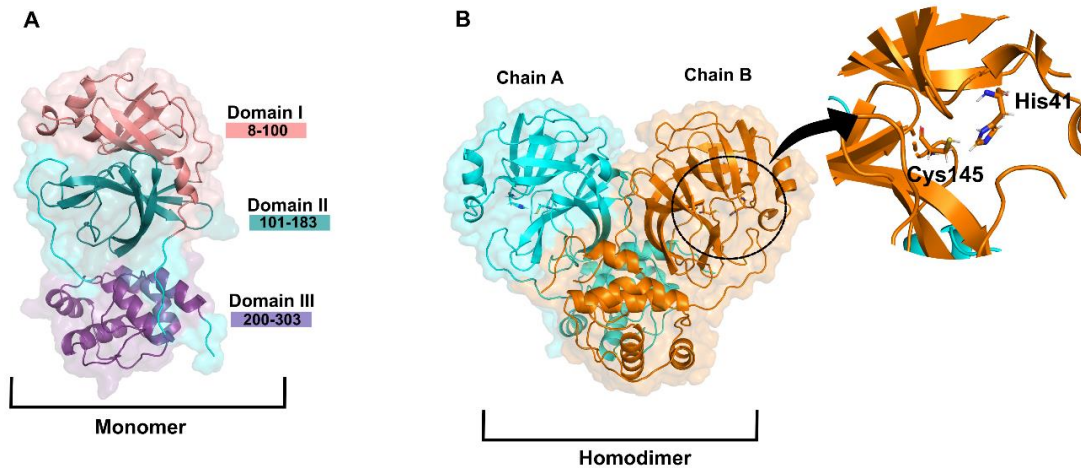 A
Domain I
8-100
Domain II
101-183
Domain III
200-303
Monomer
B
Chain A
Chain B
His41
Cys145
Homodimer